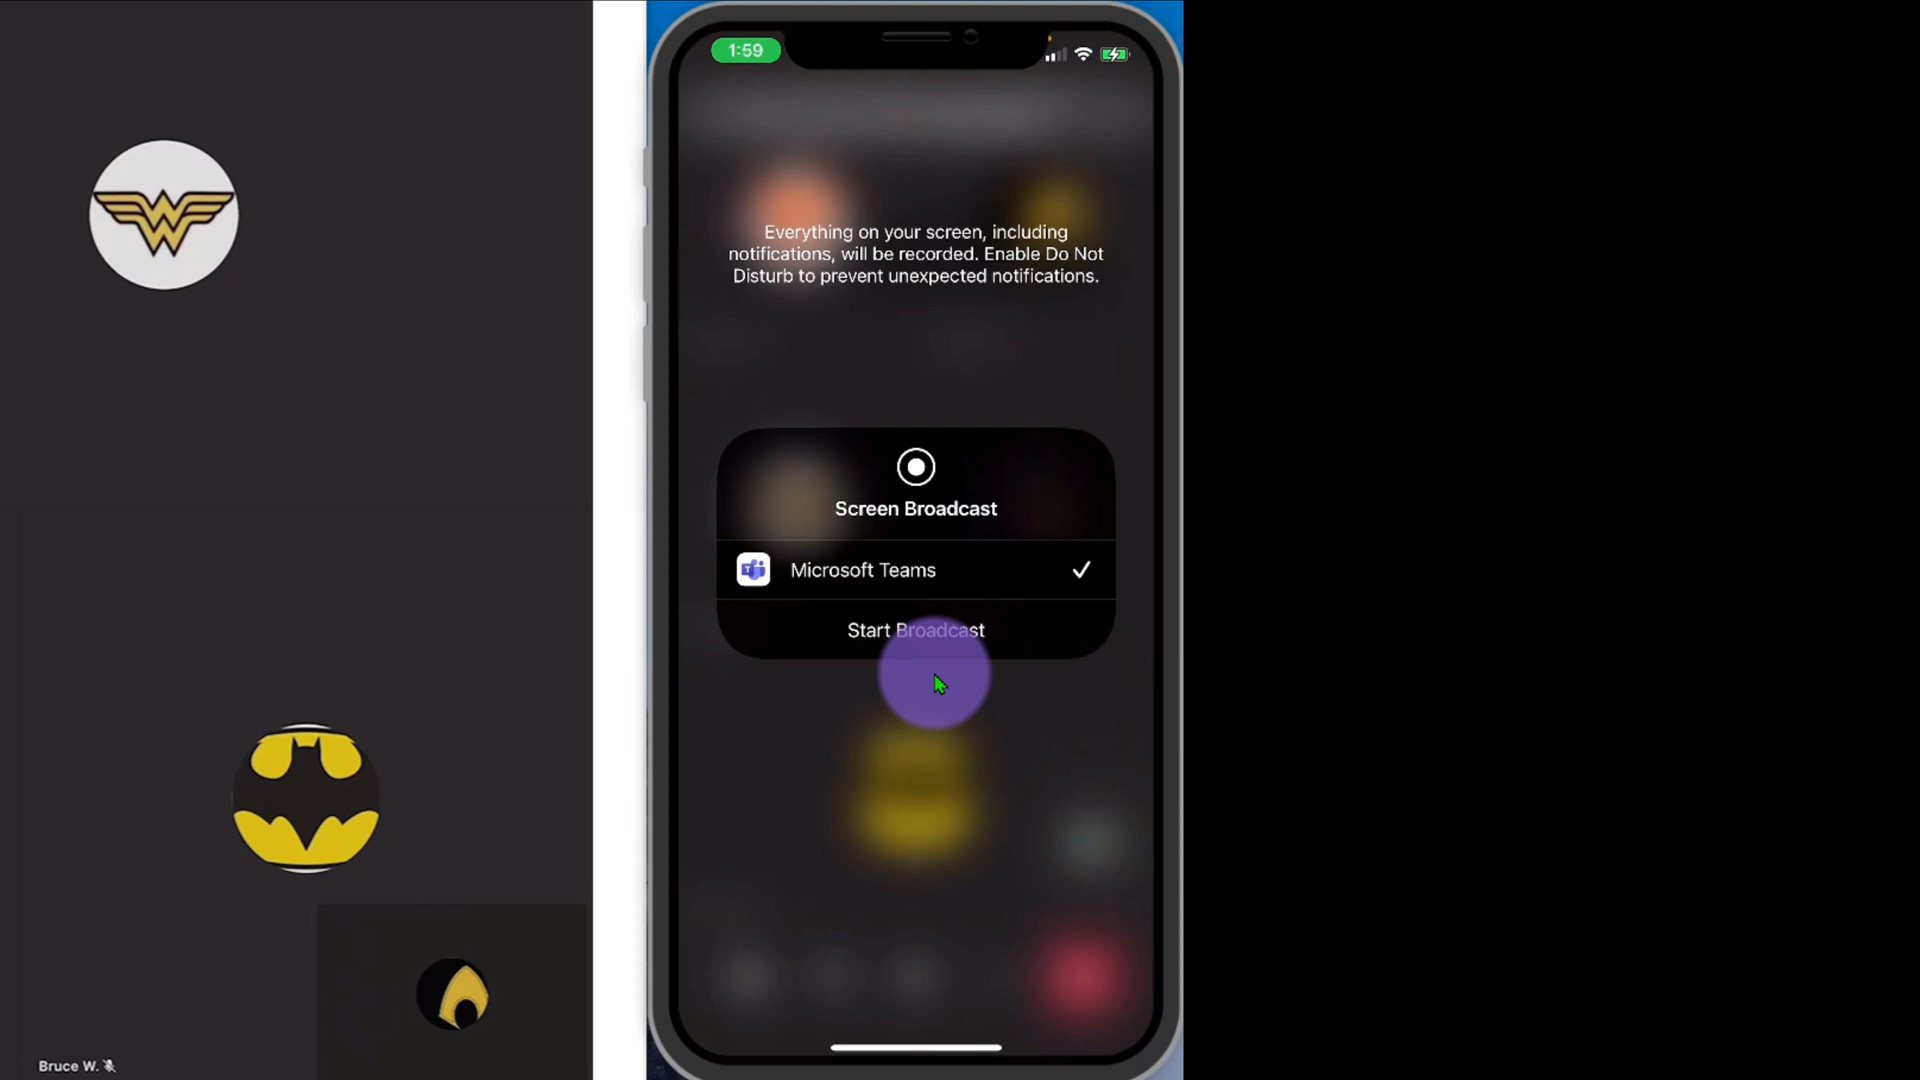 1:59
Everything on your screen, including
notifications, will be recorded. Enable Do Not
Disturb to prevent unexpected notifications.
Screen Broadcast
Microsoft Teams
Start Broadcast
Bruce W.